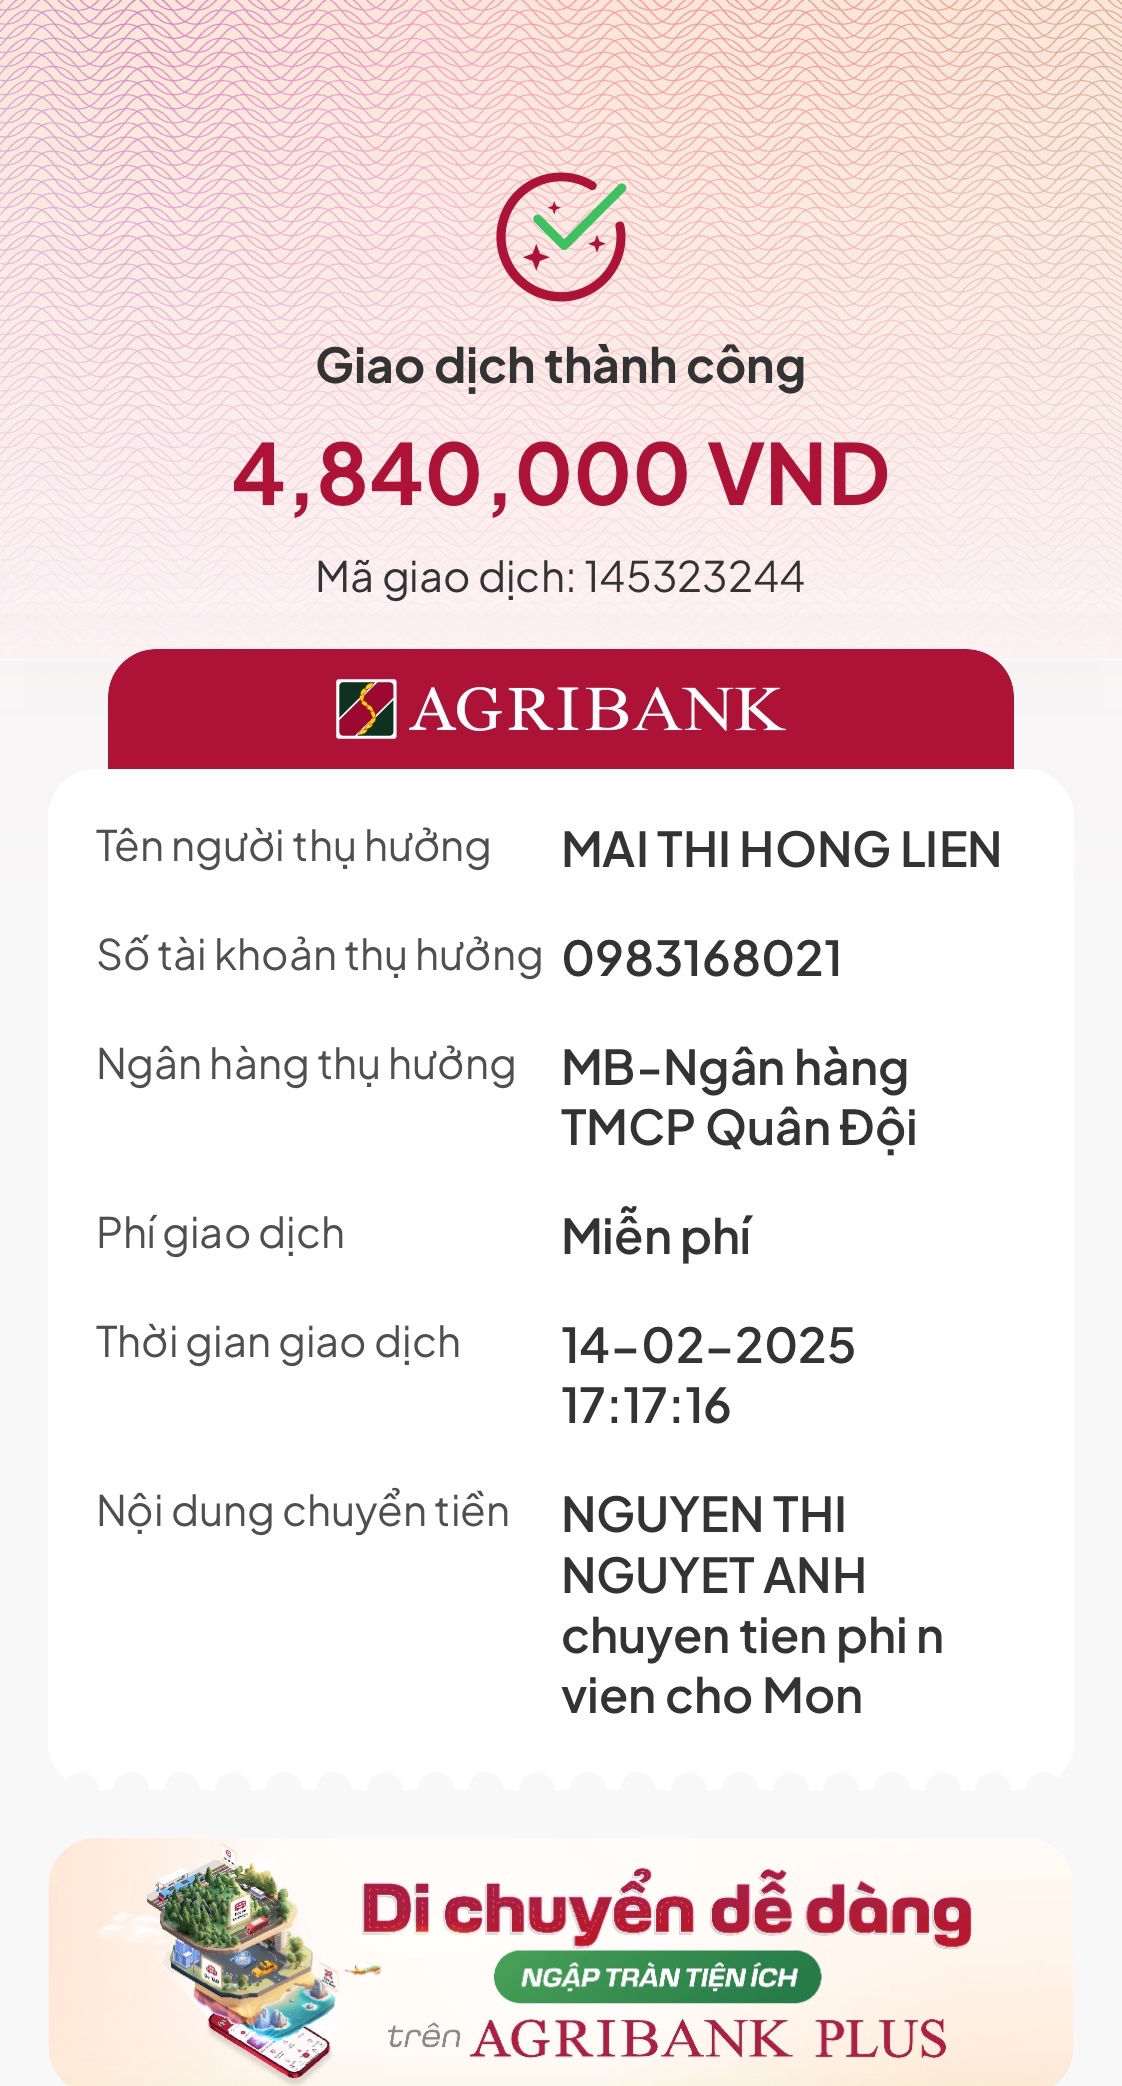 Giao dịch thành công
4,840,000 VND
Mã giao dịch: 145323244
AGRIBANK
Tên người thụ hưởng MAI THI HONG LIEN
Số tài khoản thụ hưởng 0983168021
Ngân hàng thụ hưởng MB-Ngân hàng
TMCP Quân Đội
Phí giao dịch Miễn phí
Thời gian giao dịch 14-02-2025
17:17:16
Nội dung chuyển tiền NGUYEN THI
NGUYET ANH
chuyen tien phi n
vien cho Mon
Di chuyển dễ dàng
NGẬP TRÀN TIỆN ÍCH
trên AGRIBANK PLUS